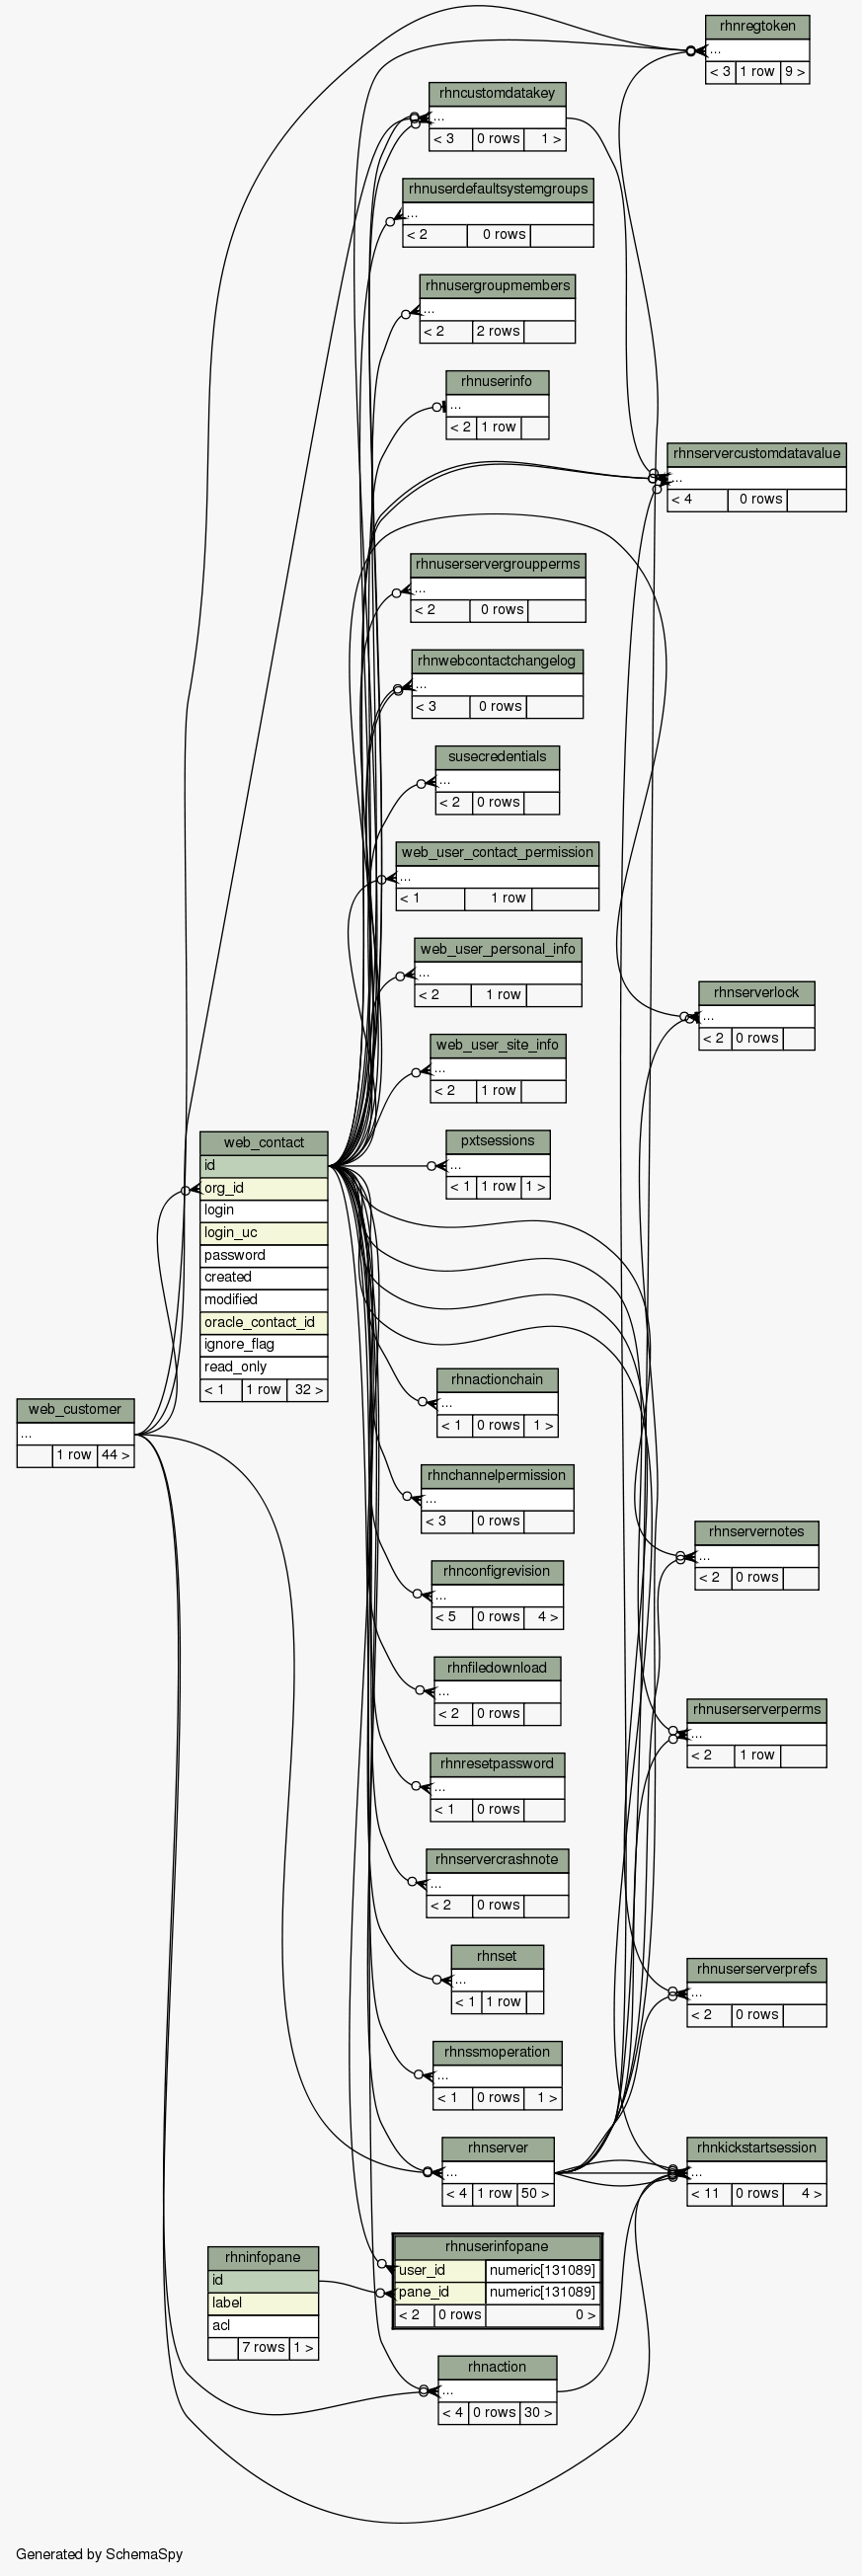 rhnregtoken
...
< 3 1 row 9 >
rhncustomdatakey
...
< 3 0 rows 1 >
rhnuserdefaultsystemgroups
...
< 2 0 rows
rhnusergroupmembers
...
< 2 2 rows
rhnuserinfo
...
< 2 1 row
rhnservercustomdatavalue
...
< 4 0 rows
rhnuserservergroupperms
...
< 2 0 rows
rhnwebcontactchangelog
...
< 3 0 rows
susecredentials
...
< 2 0 rows
web_user_contact_permission
...
< 1 1 row
web_user_personal_info
...
< 2 1 row
rhnserverlock
...
< 2 0 rows
web_user_site_info
...
< 2 1 row
pxtsessions
...
< 1 1 row 1 >
web_contact
id
org_id
login
login_uc
password
created
modified
oracle_contact_id
ignore_flag
read_only
< 1 1 row 32 >
rhnactionchain
...
< 1 0 rows 1 >
web_customer
...
1 row 44 >
rhnchannelpermission
...
< 3 0 rows
rhnservernotes
...
< 2 0 rows
rhnconfigrevision
...
< 5 0 rows 4 >
rhnfiledownload
...
< 2 0 rows
rhnuserserverperms
...
< 2 1 row
rhnresetpassword
...
< 1 0 rows
rhnservercrashnote
...
< 2 0 rows
rhnset
...
< 1 1 row
rhnuserserverprefs
...
< 2 0 rows
rhnssmoperation
...
< 1 0 rows 1 >
rhnserver
...
< 4 1 row 50 >
rhnkickstartsession
...
< 11 0 rows 4 >
rhnuserinfopane
user_id numeric[131089]
pane_id numeric[131089]
< 2 0 rows 0 >
rhninfopane
id
label
acl
7 rows 1 >
rhnaction
...
< 4 0 rows 30 >
Generated by SchemaSpy